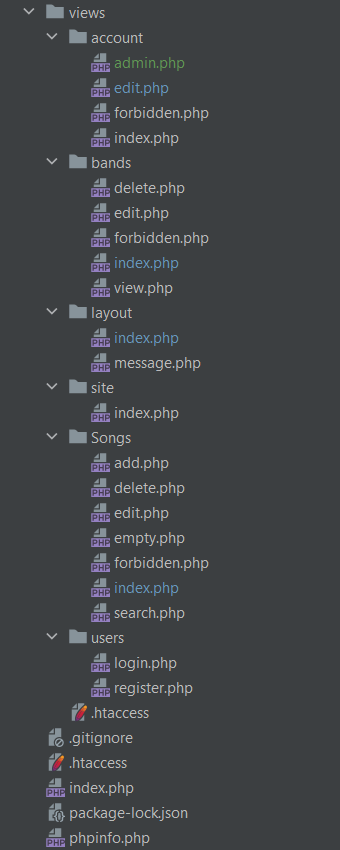 views
account
admin.php
edit.php
forbidden.php
index.php
bands
delete.php
edit.php
forbidden.php
index.php
view.php
layout
index.php
message.php
site
index.php
Songs
add.php
delete.php
edit.php
empty.php
forbidden.php
index.php
search.php
users
login.php
register.php
.htaccess
.gitignore
.htaccess
index.php
package-lock.json
phpinfo.php